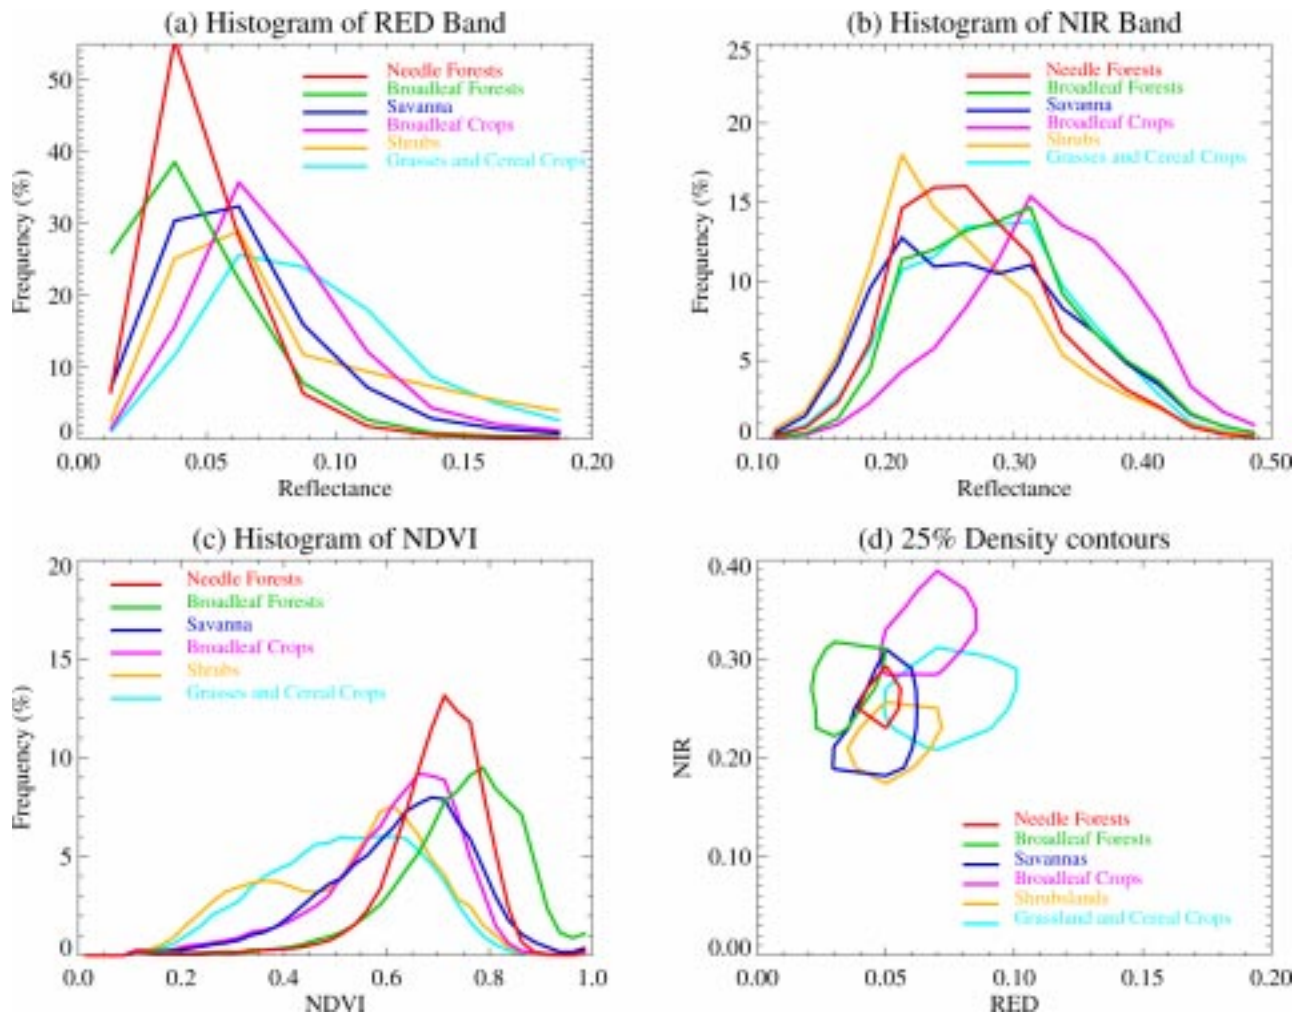 (a) Histogram of RED Band
50
40
30
20
10
0
Frequency (%)
Needle Forests
Broadleaf Forests
Savanna
Broadleaf Crops
Shrubs
Grasses and Cereal Crops
0.00 0.05 0.10 0.15 0.20
Reflectance
(b) Histogram of NIR Band
25
20
15
10
5
0
Frequency (%)
Needle Forests
Broadleaf Forests
Savanna
Broadleaf Crops
Shrubs
Grasses and Cereal Crops
0.10 0.20 0.30 0.40 0.50
Reflectance
(c) Histogram of NDVI
20
15
10
5
0
Frequency (%)
Needle Forests
Broadleaf Forests
Savanna
Broadleaf Crops
Shrubs
Grasses and Cereal Crops
0.0 0.2 0.4 0.6 0.8 1.0
NDVI
(d) 25% Density contours
0.40
0.30
0.20
0.10
0.00
NIR
Needle Forests
Broadleaf Forests
Savannas
Broadleaf Crops
Shrubslands
Grassland and Cereal Crops
0.00 0.05 0.10 0.15 0.20
RED